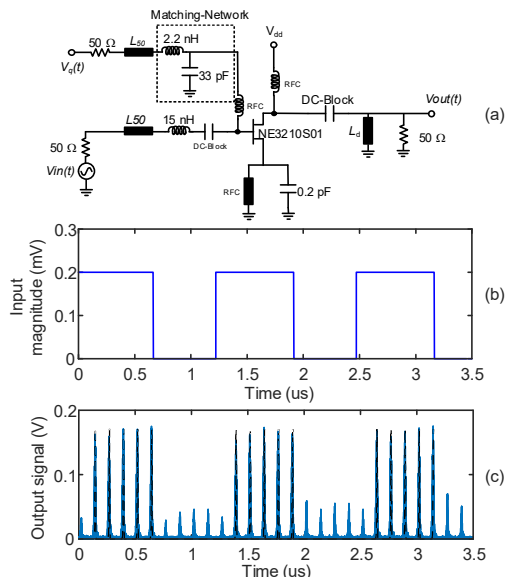 Matching-Network
50 Ω
L50
2.2 nH
Vq(t)
33 pF
Vdd
RFC
RFC
DC-Block
Vout(t)
(a)
L50
15 nH
DC-Block
NE3210S01
Ld
50 Ω
50 Ω
Vin(t)
RFC
0.2 pF
Input
magnitude (mV)
0.3
0.2
0.1
0
0
0.5
1
1.5
2
2.5
3
3.5
Time (us)
(b)
Output signal (V)
0.2
0.1
0
0
0.5
1
1.5
2
2.5
3
3.5
Time (us)
(c)